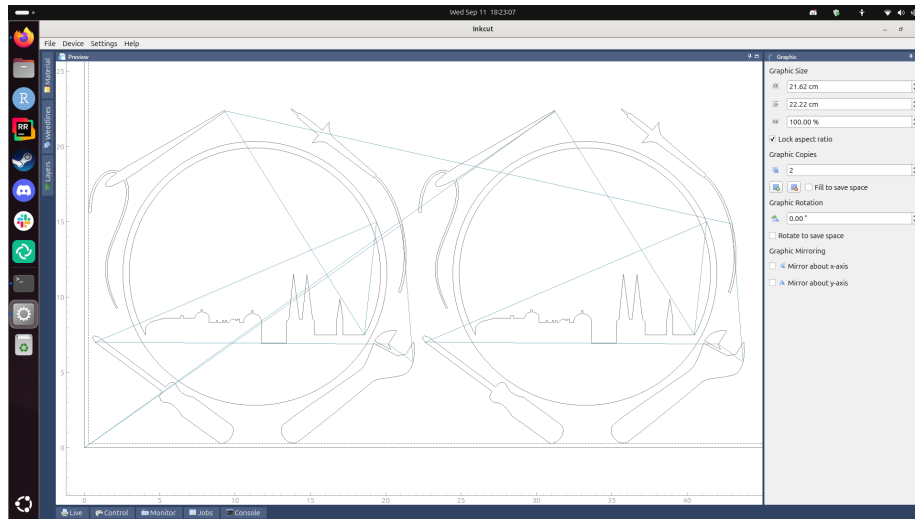 Wed Sep 11 18:23:07
Inkcut
File Device Settings Help
Preview
Graphic
Material
Weedlines
Layers
Graphic Size
21.62 cm
22.22 cm
100.00 %
Lock aspect ratio
Graphic Copies
2
Fill to save space
Graphic Rotation
0.00 °
Rotate to save space
Graphic Mirroring
Mirror about x-axis
Mirror about y-axis
R
RR
25
20
15
10
5
0
0 5 10 15 20 25 30 35 40
Live Control Monitor Jobs Console